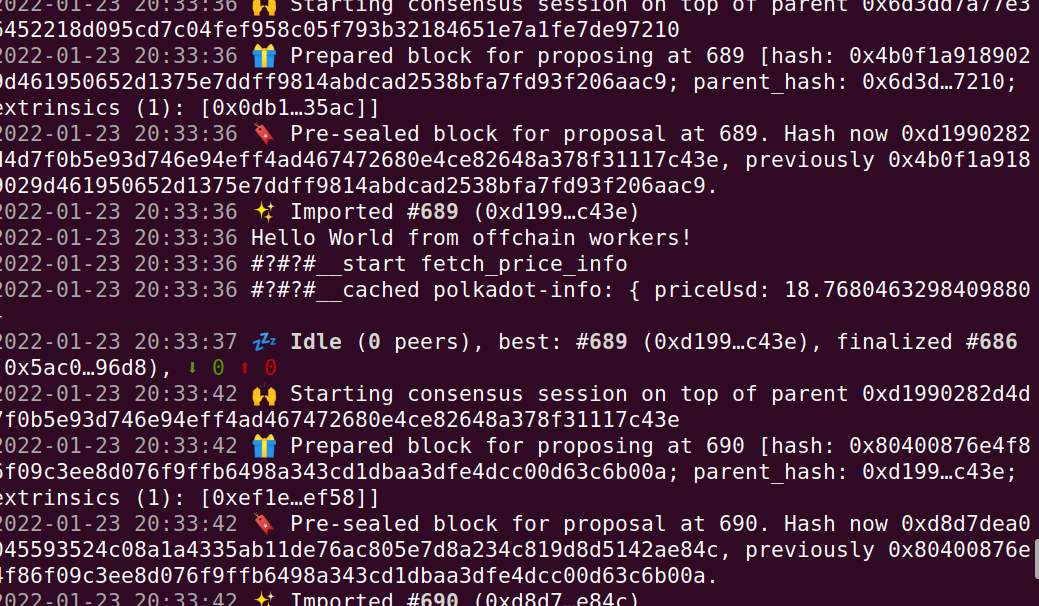 2022-01-23 20:33:36 🙌 Starting consensus session on top of parent 0x6d3dd7a77e3
6452218d095cd7c04fef958c05f793b32184651e7a1fe7de97210
2022-01-23 20:33:36 🎁 Prepared block for proposing at 689 [hash: 0x4b0f1a918902
9d461950652d1375e7ddff9814abdcad2538bfa7fd93f206aac9; parent_hash: 0x6d3d…7210;
extrinsics (1): [0x0db1…35ac]]
2022-01-23 20:33:36 🔖 Pre-sealed block for proposal at 689. Hash now 0xd1990282
d4d7f0b5e93d746e94eff4ad467472680e4ce82648a378f31117c43e, previously 0x4b0f1a918
9029d461950652d1375e7ddff9814abdcad2538bfa7fd93f206aac9.
2022-01-23 20:33:36 ✨ Imported #689 (0xd199…c43e)
2022-01-23 20:33:36 Hello World from offchain workers!
2022-01-23 20:33:36 #?#?#__start fetch_price_info
2022-01-23 20:33:36 #?#?#__cached polkadot-info: { priceUsd: 18.7680463298409880
2022-01-23 20:33:37 💤 Idle (0 peers), best: #689 (0xd199…c43e), finalized #686
0x5ac0…96d8), ⬇ 0 ⬆ 0
2022-01-23 20:33:42 🙌 Starting consensus session on top of parent 0xd1990282d4d
7f0b5e93d746e94eff4ad467472680e4ce82648a378f31117c43e
2022-01-23 20:33:42 🎁 Prepared block for proposing at 690 [hash: 0x80400876e4f8
6f09c3ee8d076f9ffb6498a343cd1dbaa3dfe4dcc00d63c6b00a; parent_hash: 0xd199…c43e;
extrinsics (1): [0xef1e…ef58]]
2022-01-23 20:33:42 🔖 Pre-sealed block for proposal at 690. Hash now 0xd8d7dea0
045593524c08a1a4335ab11de76ac805e7d8a234c819d8d5142ae84c, previously 0x80400876e
4f86f09c3ee8d076f9ffb6498a343cd1dbaa3dfe4dcc00d63c6b00a.
2022-01-23 20:33:42 ✨ Imported #690 (0xd8d7…e84c)